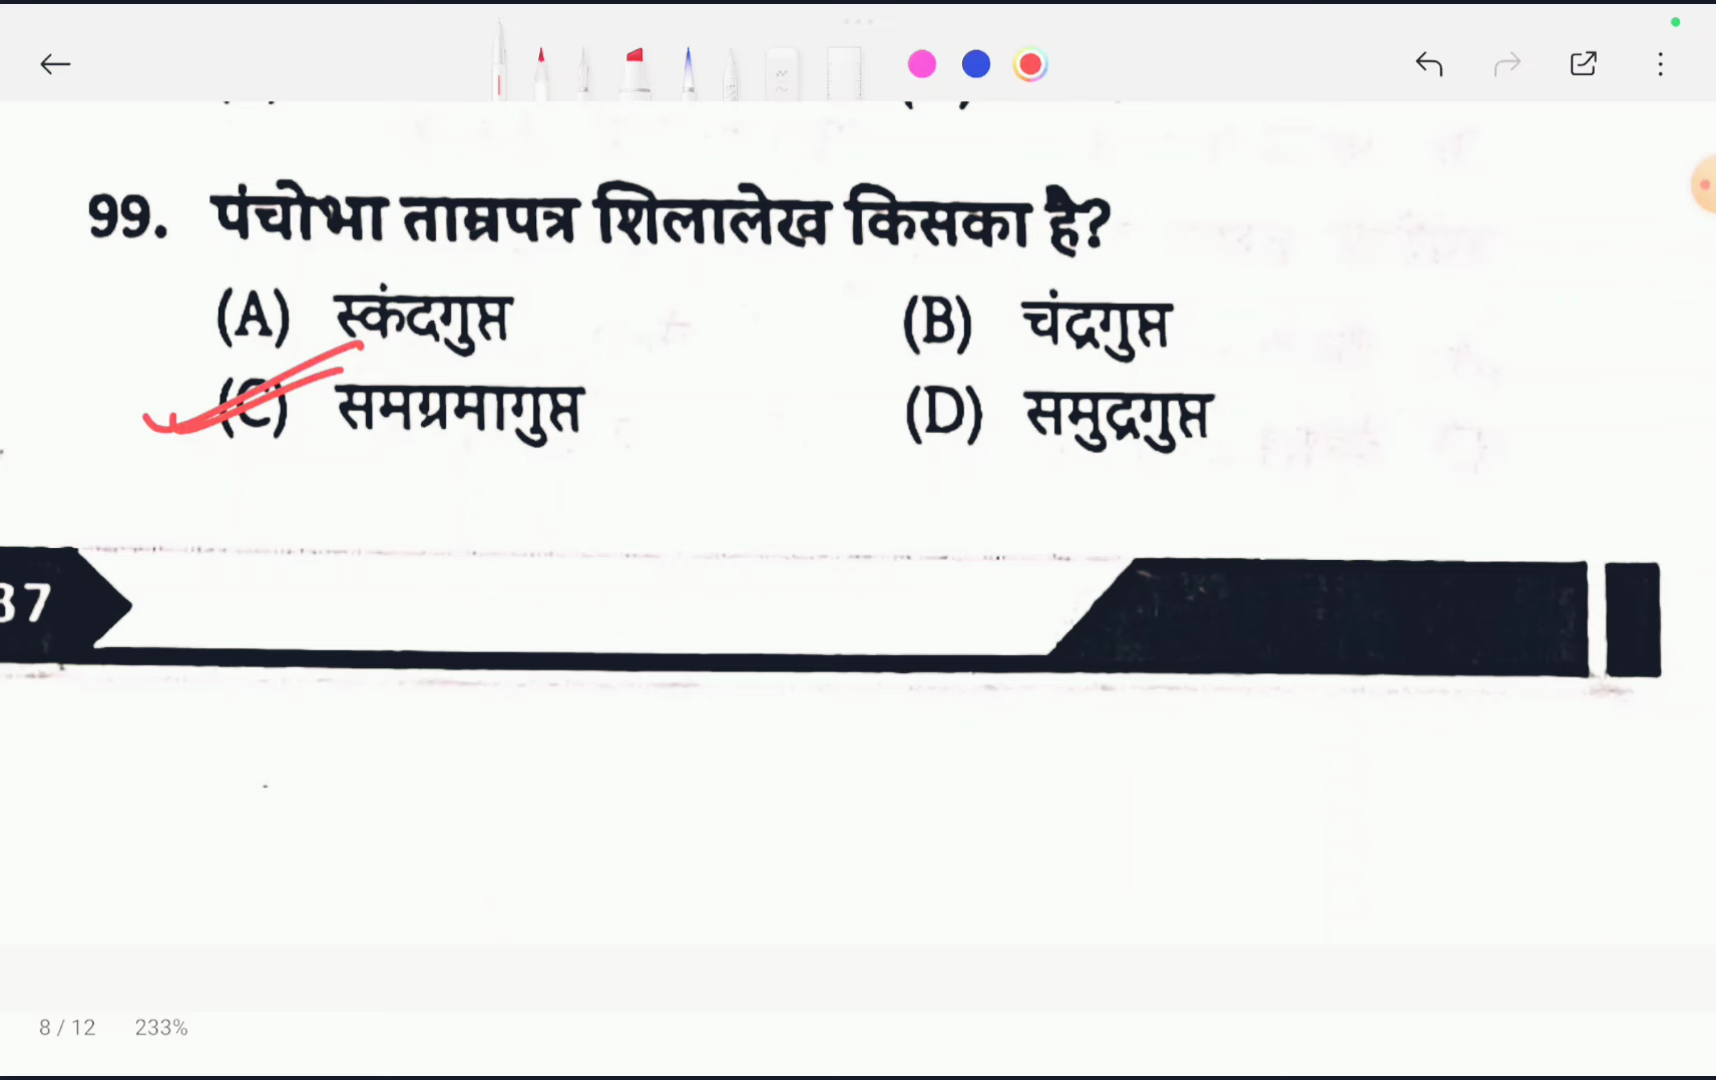 99. पंचोभा ताम्रपत्र शिलालेख किसका है?
(A) स्कंदगुप्त (B) चंद्रगुप्त
(C) समग्रमागुप्त (D) समुद्रगुप्त
37
8 / 12 233%